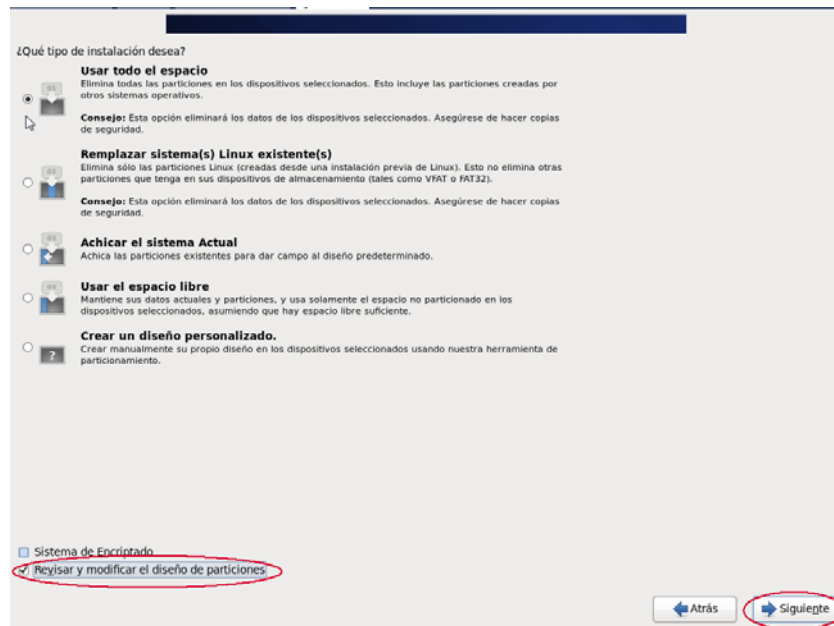 ¿Qué tipo de instalación desea?
Usar todo el espacio
Elimina todas las particiones en los dispositivos seleccionados. Esto incluye las particiones creadas por
otros sistemas operativos.
Consejo: Esta opción eliminará los datos de los dispositivos seleccionados. Asegúrese de hacer copias
de seguridad.
Remplazar sistema(s) Linux existente(s)
Elimina sólo las particiones Linux (creadas desde una instalación previa de Linux). Esto no elimina otras
particiones que tenga en sus dispositivos de almacenamiento (tales como VFAT o FAT32).
Consejo: Esta opción eliminará los datos de los dispositivos seleccionados. Asegúrese de hacer copias
de seguridad.
Achicar el sistema Actual
Achica las particiones existentes para dar campo al diseño predeterminado.
Usar el espacio libre
Mantiene sus datos actuales y particiones, y usa solamente el espacio no particionado en los
dispositivos seleccionados, asumiendo que hay espacio libre suficiente.
Crear un diseño personalizado.
?
Crear manualmente su propio diseño en los dispositivos seleccionados usando nuestra herramienta de
particionamiento.
Sistema de Encriptado
Revisar y modificar el diseño de particiones
Atrás
Siguiente